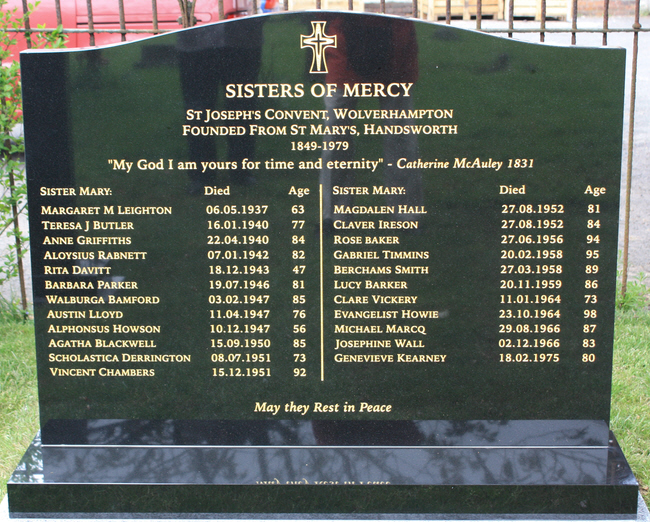 SISTERS OF MERCY
ST JOSEPH'S CONVENT, WOLVERHAMPTON
FOUNDED FROM ST MARY'S, HANDSWORTH
1849-1979
"My God I am yours for time and eternity" - Catherine McAuley 1831
SISTER MARY: Died Age
MARGARET M LEIGHTON 06.05.1937 63
TERESA J BUTLER 16.01.1940 77
ANNE GRIFFITHS 22.04.1940 84
ALOYSIUS RABNETT 07.01.1942 82
RITA DAVITT 18.12.1943 47
BARBARA PARKER 19.07.1946 81
WALBURGA BAMFORD 03.02.1947 85
AUSTIN LLOYD 11.04.1947 76
ALPHONSUS HOWSON 10.12.1947 56
AGATHA BLACKWELL 15.09.1950 85
SCHOLASTICA DERRINGTON 08.07.1951 73
VINCENT CHAMBERS 15.12.1951 92
SISTER MARY: Died Age
MAGDALEN HALL 27.08.1952 81
CLAVER IRESON 27.08.1952 84
ROSE BAKER 27.06.1956 94
GABRIEL TIMMINS 20.02.1958 95
BERCHAMS SMITH 27.03.1958 89
LUCY BARKER 20.11.1959 86
CLARE VICKERY 11.01.1964 73
EVANGELIST HOWIE 23.10.1964 98
MICHAEL MARCQ 29.08.1966 87
JOSEPHINE WALL 02.12.1966 83
GENEVIEVE KEARNEY 18.02.1975 80
May they Rest in Peace